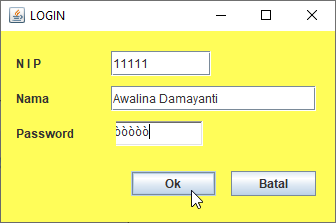 LOGIN
N I P 11111
Nama Awalina Damayanti
Password òòòòò
Ok Batal